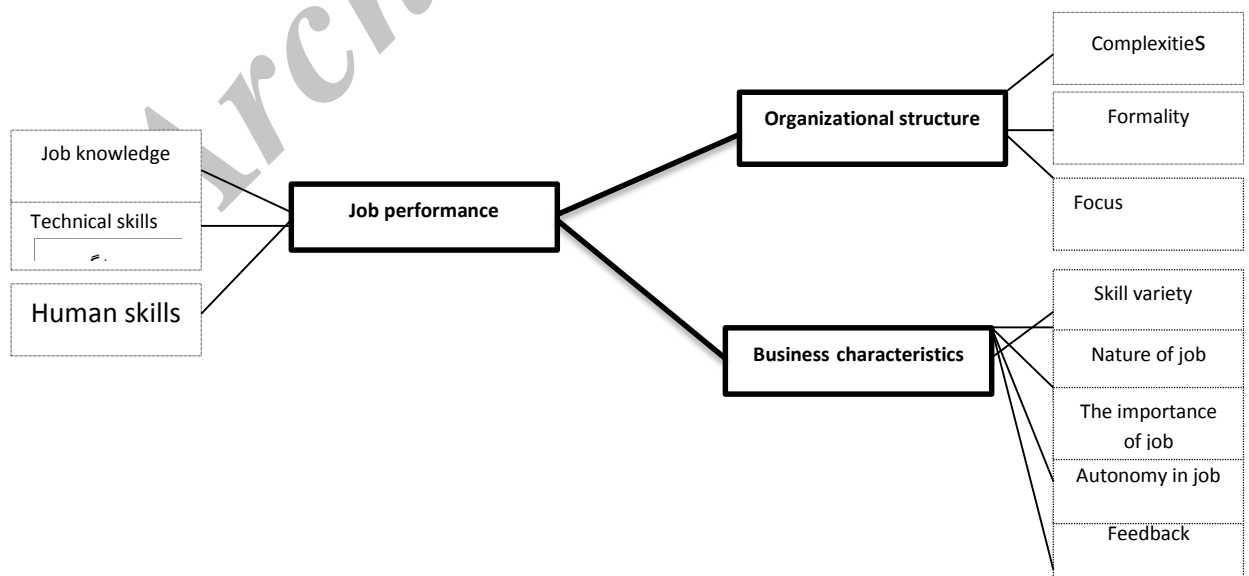 ComplexitieS
Organizational structure
Formality
Job knowledge
Focus
Job performance
Technical skills
Skill variety
Human skills
Business characteristics
Nature of job
The importance
of job
Autonomy in job
Feedback